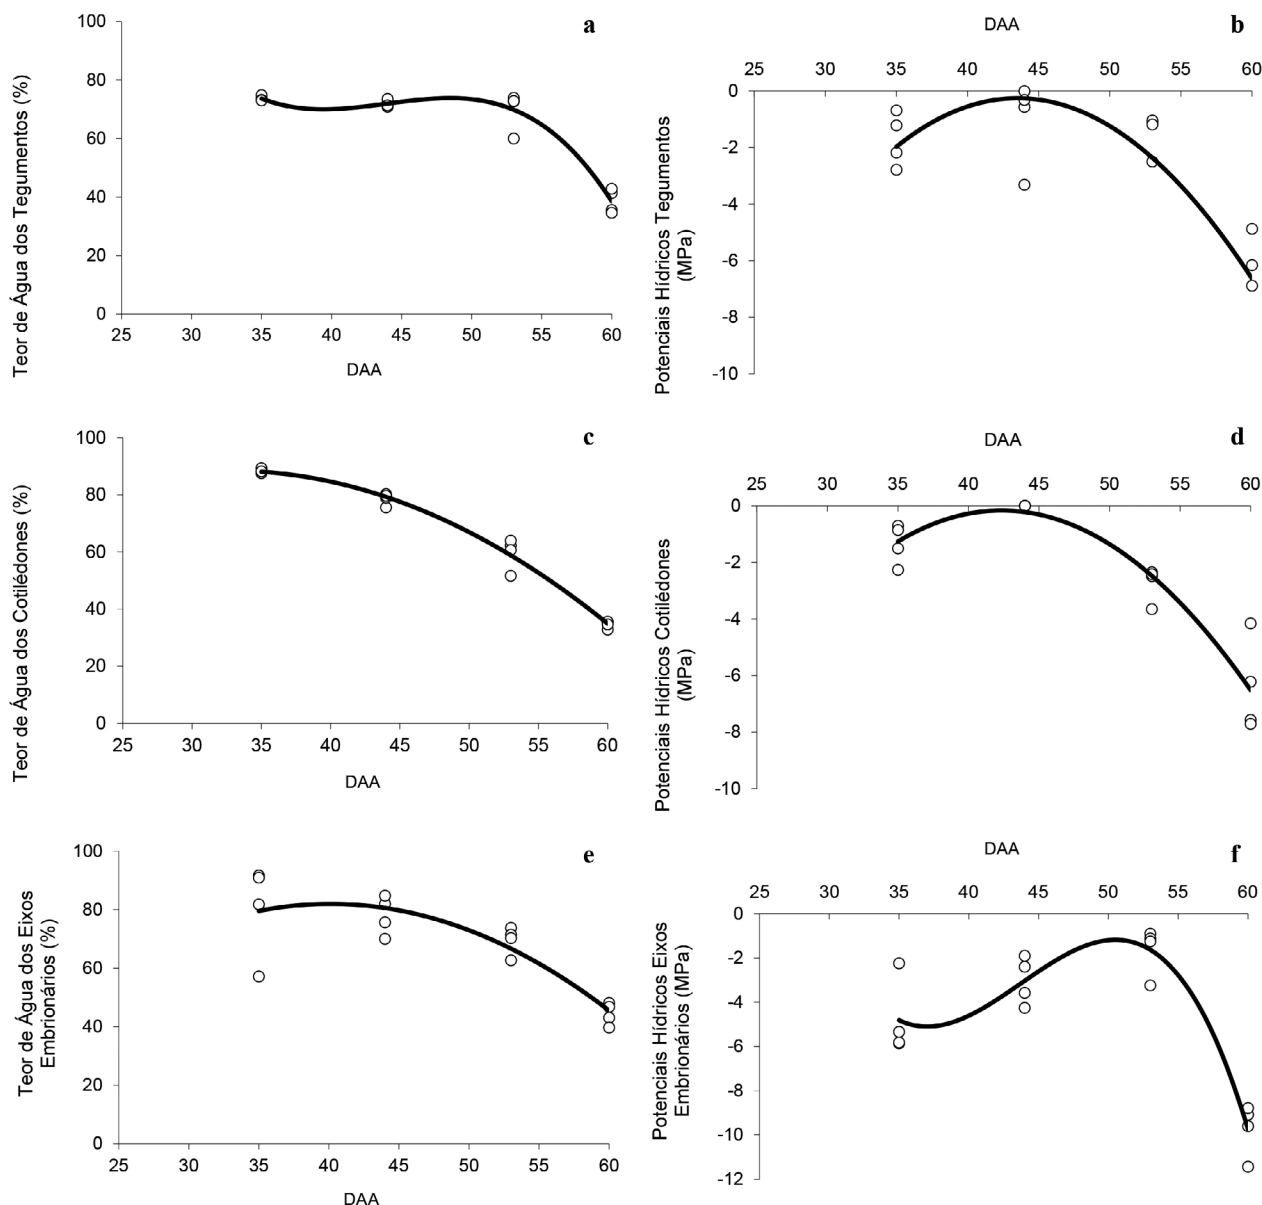 a
Teor de Água dos Tegumentos (%)
100
80
60
40
20
0
25 30 35 40 45 50 55 60
DAA
b
DAA
25 30 35 40 45 50 55 60
Potenciais Hídricos Tegumentos
(MPa)
0
-2
-4
-6
-8
-10
c
Teor de Água dos Cotilédones (%)
100
80
60
40
20
0
25 30 35 40 45 50 55 60
DAA
d
DAA
25 30 35 40 45 50 55 60
Potenciais Hídricos Cotilédones
(MPa)
0
-2
-4
-6
-8
-10
e
Teor de Água dos Eixos
Embrionários (%)
100
80
60
40
20
0
25 30 35 40 45 50 55 60
DAA
f
DAA
25 30 35 40 45 50 55 60
Potenciais Hídricos Eixos
Embrionários (MPa)
0
-2
-4
-6
-8
-10
-12